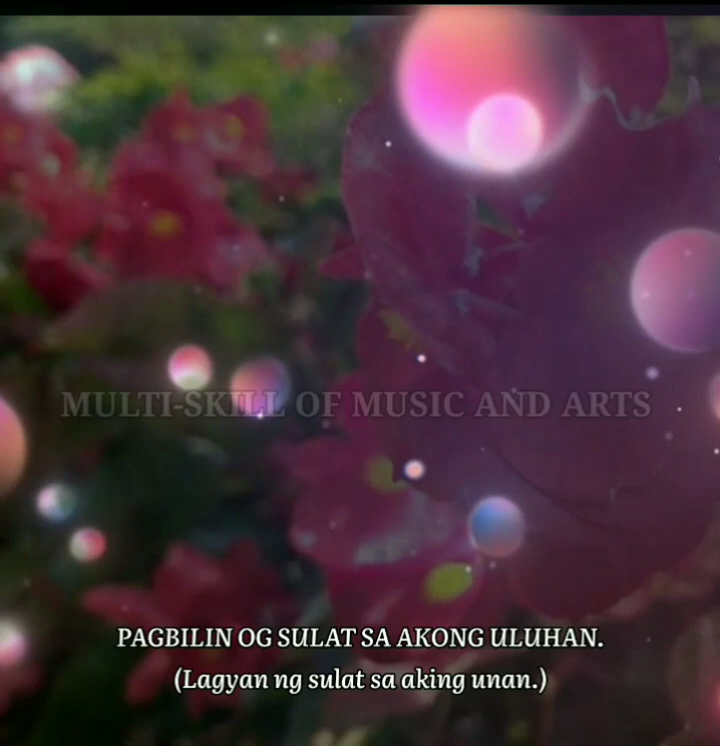 MULTI-SKILL OF MUSIC AND ARTS
PAGBILIN OG SULAT SA AKONG ULUHAN.
(Lagyan ng sulat sa aking unan.)